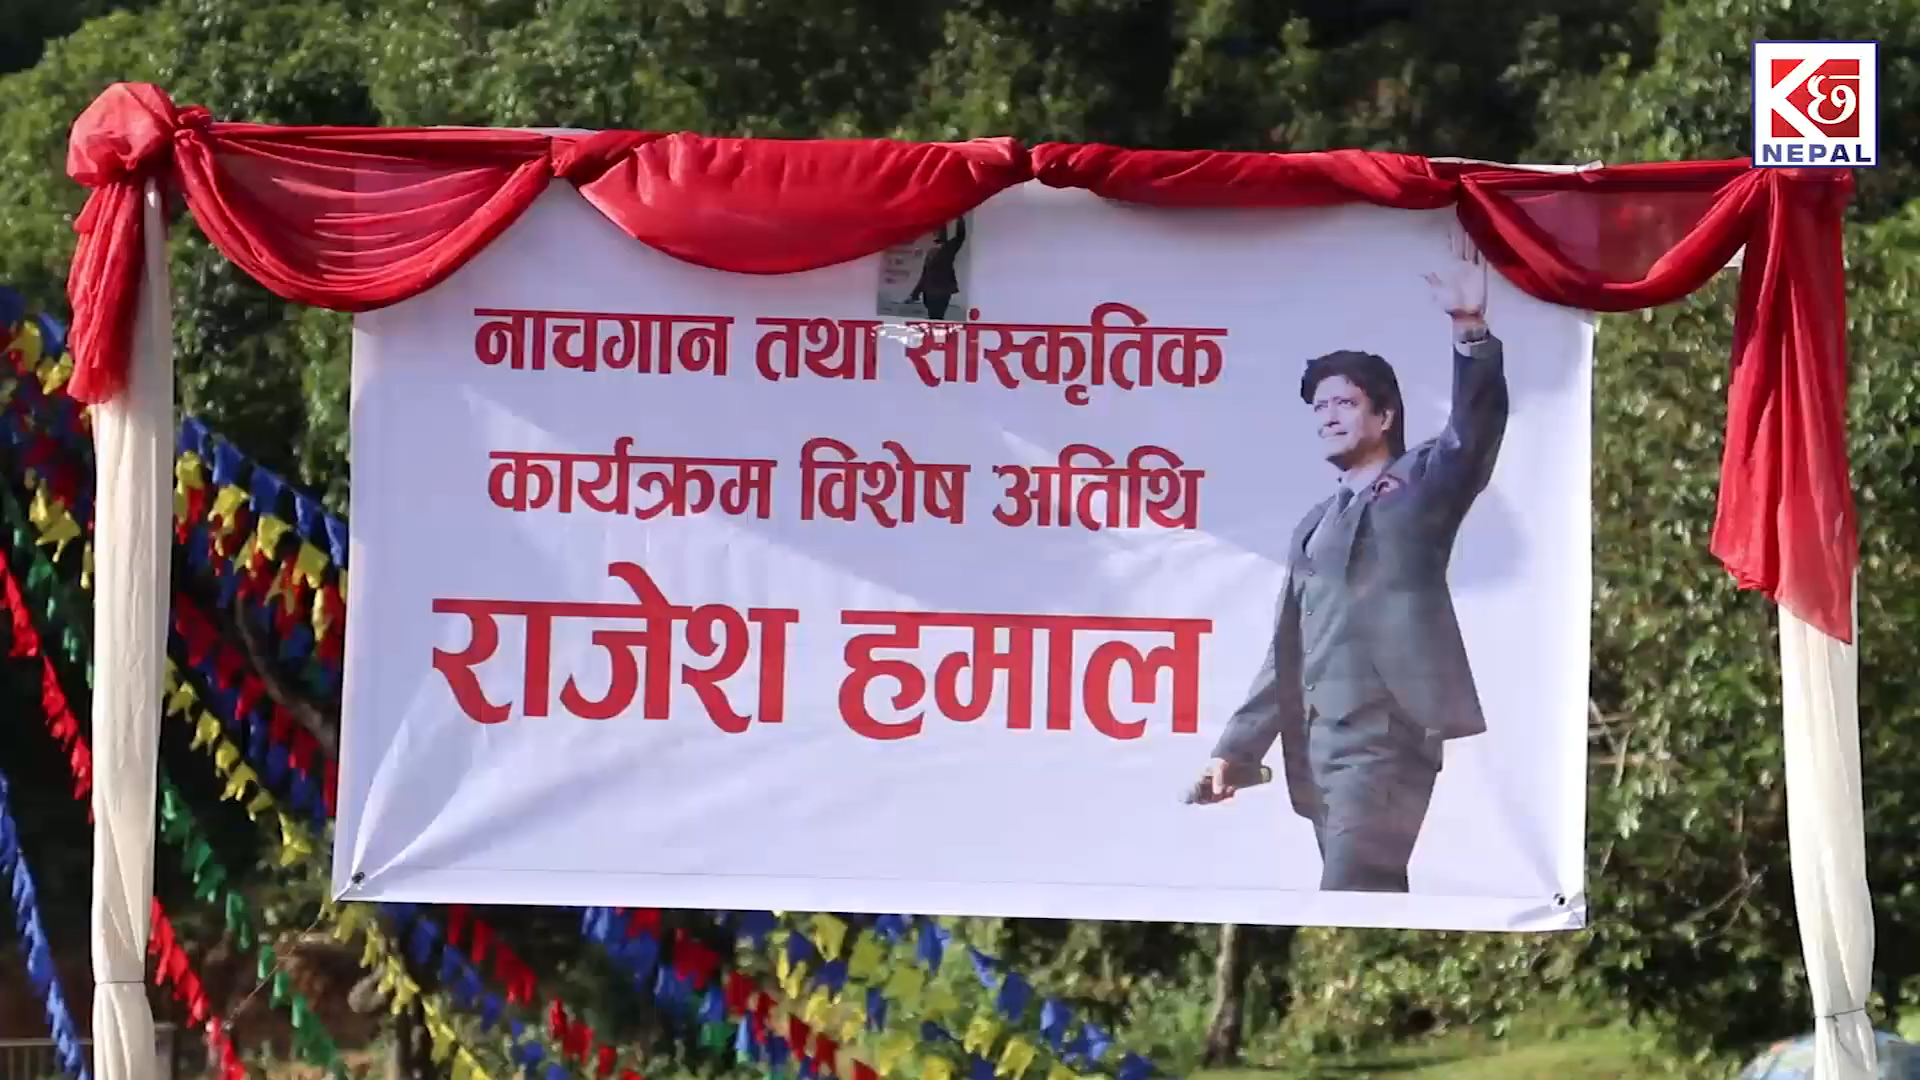 K छ
NEPAL
नाचगान तथा सांस्कृतिक
कार्यक्रम विशेष अतिथि
राजेश हमाल